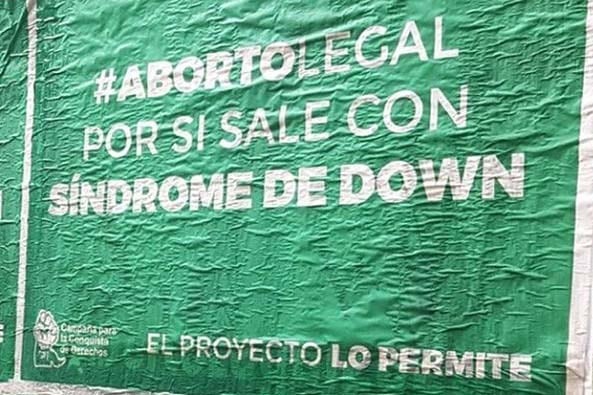 #ABORTOLEGAL
POR SI SALE CON
SÍNDROME DE DOWN
Campaña para
la Conquista
de Derechos
EL PROYECTO LO PERMITE